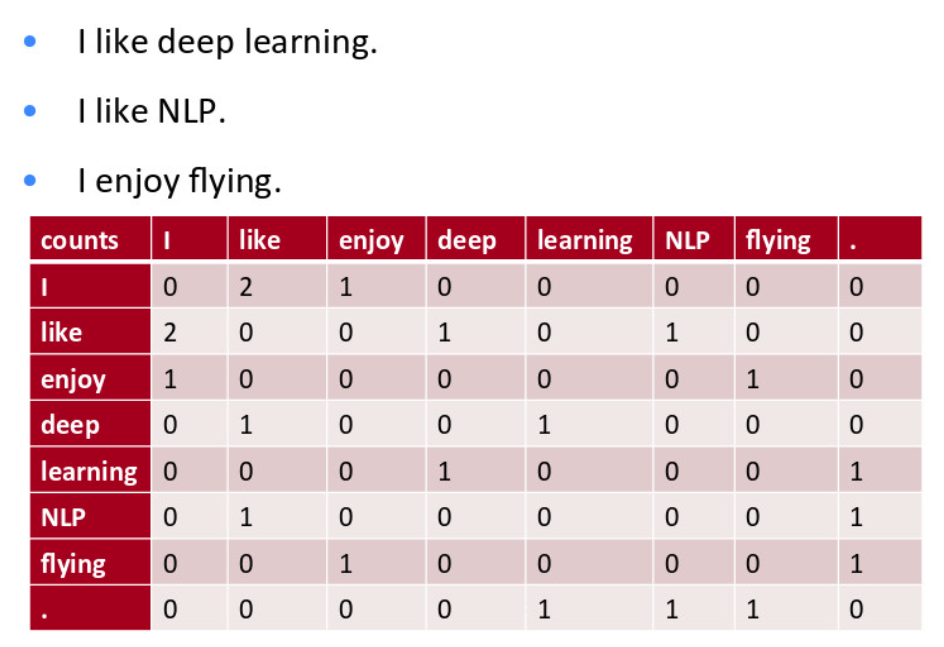 • I like deep learning.
• I like NLP.
• I enjoy flying.
counts I like enjoy deep learning NLP flying .
I 0 2 1 0 0 0 0 0
like 2 0 0 1 0 1 0 0
enjoy 1 0 0 0 0 0 1 0
deep 0 1 0 0 1 0 0 0
learning 0 0 0 1 0 0 0 1
NLP 0 1 0 0 0 0 0 1
flying 0 0 1 0 0 0 0 1
. 0 0 0 0 1 1 1 0